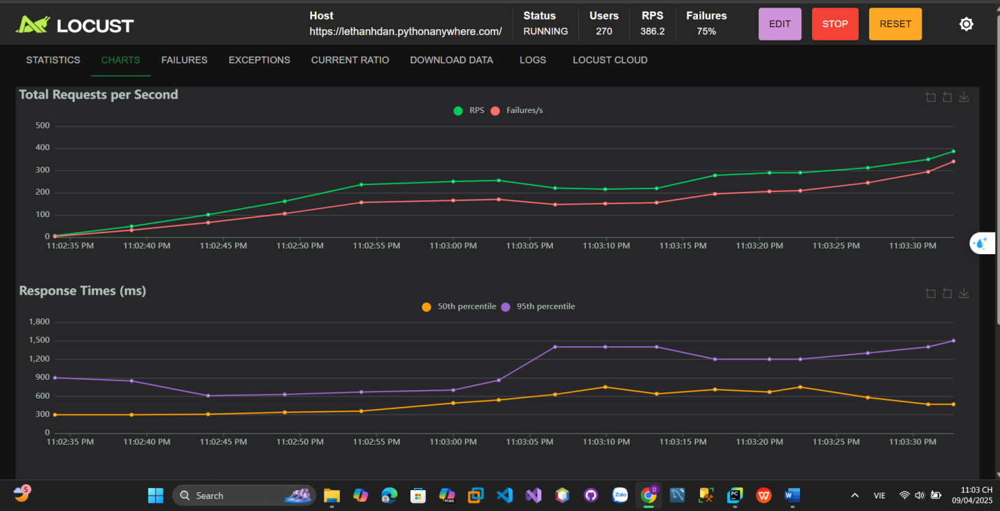 LOCUST
Host
https://lethanhdan.pythonanywhere.com/
Status
RUNNING
Users
270
RPS
386.2
Failures
75%
EDIT
STOP
RESET
STATISTICS
CHARTS
FAILURES
EXCEPTIONS
CURRENT RATIO
DOWNLOAD DATA
LOGS
LOCUST CLOUD
Total Requests per Second
RPS
Failures/s
500
400
300
200
100
0
11:02:35 PM
11:02:40 PM
11:02:45 PM
11:02:50 PM
11:02:55 PM
11:03:00 PM
11:03:05 PM
11:03:10 PM
11:03:15 PM
11:03:20 PM
11:03:25 PM
11:03:30 PM
Response Times (ms)
50th percentile
95th percentile
1,800
1,500
1,200
900
600
300
0
11:02:35 PM
11:02:40 PM
11:02:45 PM
11:02:50 PM
11:02:55 PM
11:03:00 PM
11:03:05 PM
11:03:10 PM
11:03:15 PM
11:03:20 PM
11:03:25 PM
11:03:30 PM
5
Search
M365
Zalo
D
PC
W
W
VIE
11:03 CH
09/04/2025